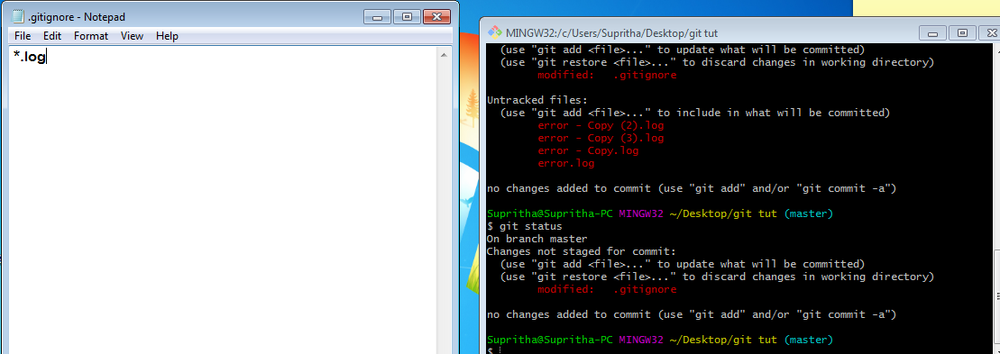 .gitignore - Notepad
File Edit Format View Help
*.log
MINGW32:/c/Users/Supritha/Desktop/git tut
(use "git add <file>..." to update what will be committed)
(use "git restore <file>..." to discard changes in working directory)
modified: .gitignore
Untracked files:
(use "git add <file>..." to include in what will be committed)
error - Copy (2).log
error - Copy (3).log
error - Copy.log
error.log
no changes added to commit (use "git add" and/or "git commit -a")
Supritha@Supritha-PC MINGW32 ~/Desktop/git tut (master)
$ git status
On branch master
Changes not staged for commit:
(use "git add <file>..." to update what will be committed)
(use "git restore <file>..." to discard changes in working directory)
modified: .gitignore
no changes added to commit (use "git add" and/or "git commit -a")
Supritha@Supritha-PC MINGW32 ~/Desktop/git tut (master)
$